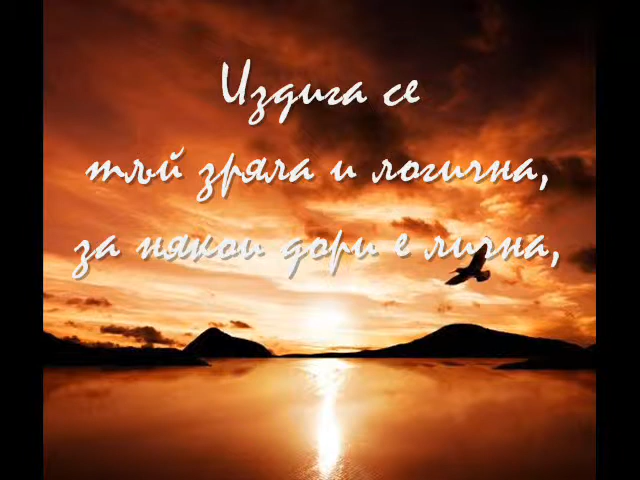 Издига се
тъй зряла и логична,
за някои дори е лична,